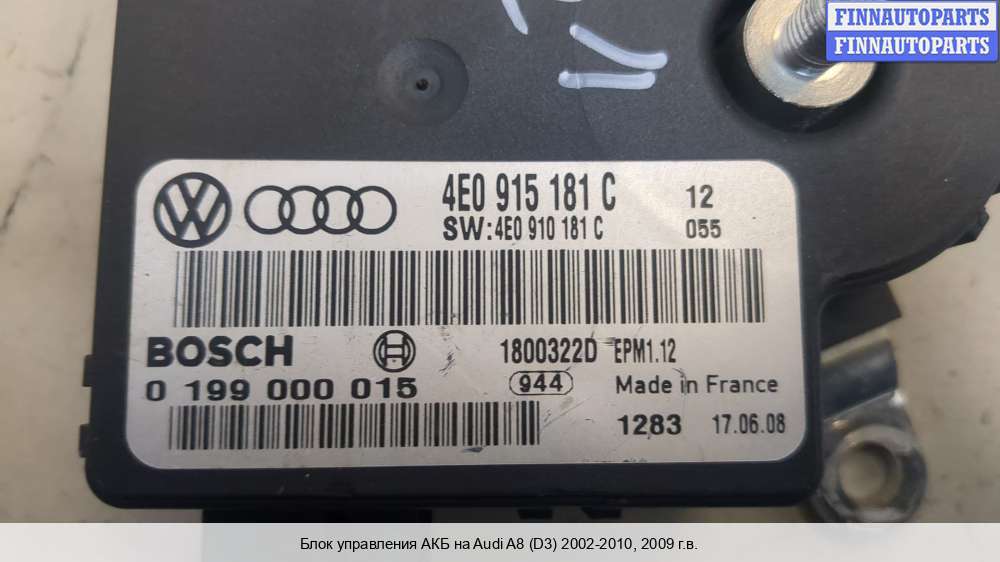 FINNAUTOPARTS
FINNAUTOPARTS
4E0 915 181 C 12
SW:4E0 910 181 C 055
BOSCH 1800322D EPM1.12
0 199 000 015 944 Made in France
1283 17.06.08
Блок управления АКБ на Audi A8 (D3) 2002-2010, 2009 г.в.